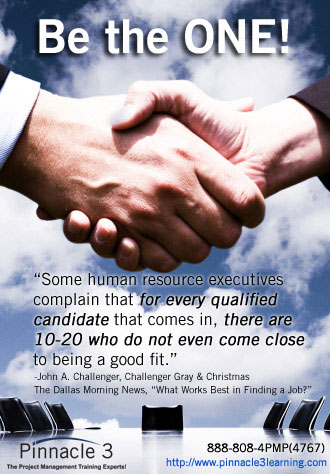 Be the ONE!
“Some human resource executives
complain that for every qualified
candidate that comes in, there are
10-20 who do not even come close
to being a good fit.”
-John A. Challenger, Challenger Gray & Christmas
The Dallas Morning News, “What Works Best in Finding a Job?”
Pinnacle 3
The Project Management Training Experts!
888-808-4PMP(4767)
http://www.pinnacle3learning.com